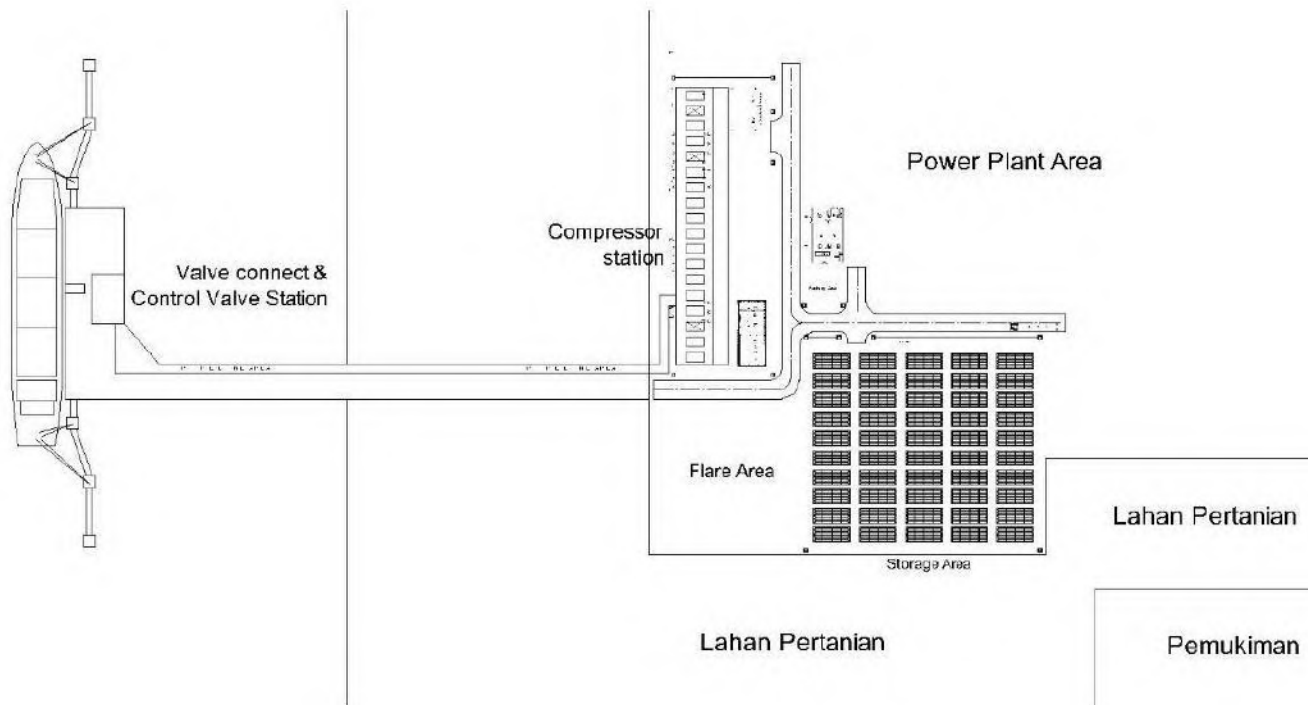 Power Plant Area
Compressor
station
Valve connect &
Control Valve Station
Flare Area
Lahan Pertanian
Storage Area
Lahan Pertanian
Pemukiman